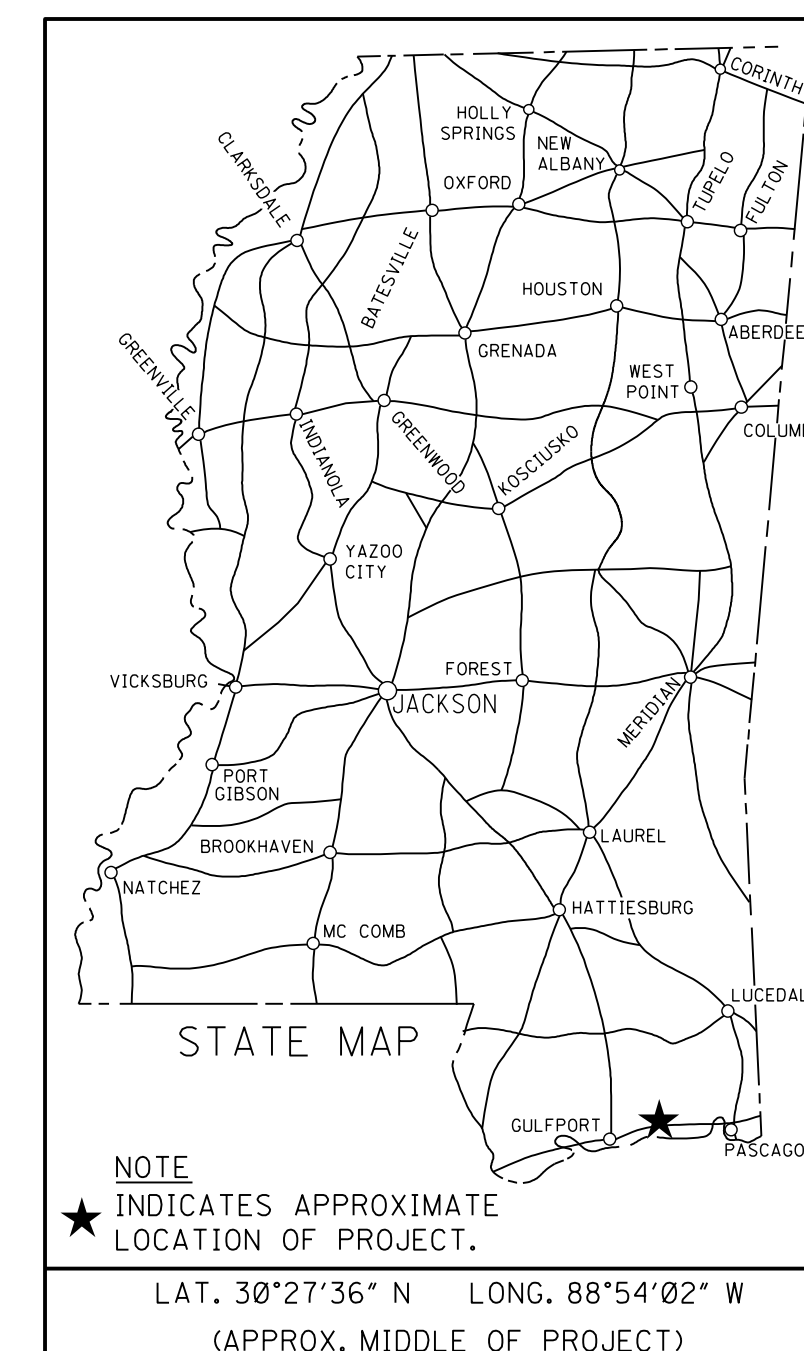 CORINTH
HOLLY
SPRINGS
NEW
ALBANY
CLARKSDALE
OXFORD
TUPELO
FULTON
BATESVILLE
HOUSTON
ABERDEE
GREENVILLE
GRENADA
WEST
POINT
COLUM
INDIANOLA
GREENWOOD
KOSCIUSKO
YAZOO
CITY
VICKSBURG
FOREST
JACKSON
MERIDIAN
PORT
GIBSON
BROOKHAVEN
LAUREL
NATCHEZ
HATTIESBURG
MC COMB
LUCEDAL
STATE MAP
GULFPORT
PASCAGO
NOTE
INDICATES APPROXIMATE
LOCATION OF PROJECT.
LAT. 30°27'36" N LONG. 88°54'02" W
(APPROX. MIDDLE OF PROJECT)